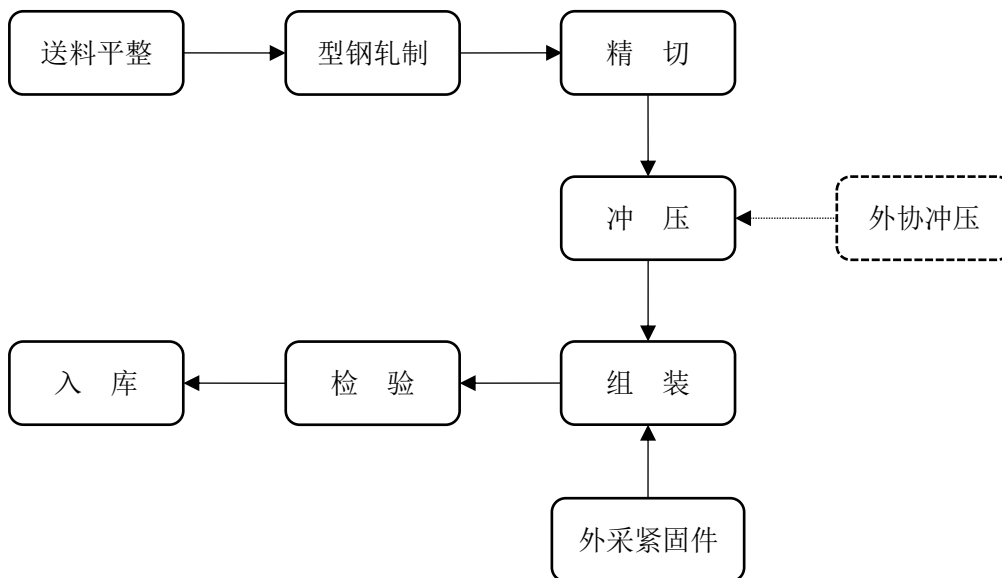 送料平整
型钢轧制
精 切
冲 压
外协冲压
入 库
检 验
组 装
外采紧固件